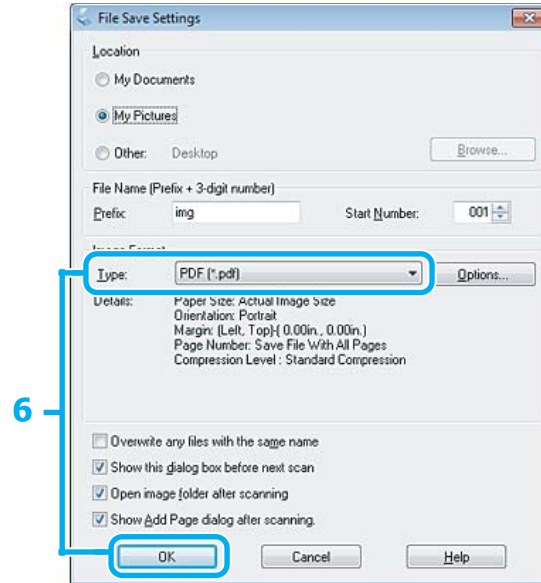 File Save Settings
Location
My Documents
My Pictures
Other: Desktop Browse...
File Name (Prefix + 3-digit number)
Prefix: img Start Number: 001
Image Format
Type: PDF (*.pdf) Options...
Details: Paper Size: Actual Image Size
Orientation: Portrait
Margin: (Left, Top)( 0.00in., 0.00in.)
Page Number: Save File With All Pages
Compression Level : Standard Compression
6
Overwrite any files with the same name
Show this dialog box before next scan
Open image folder after scanning
Show Add Page dialog after scanning.
OK Cancel Help